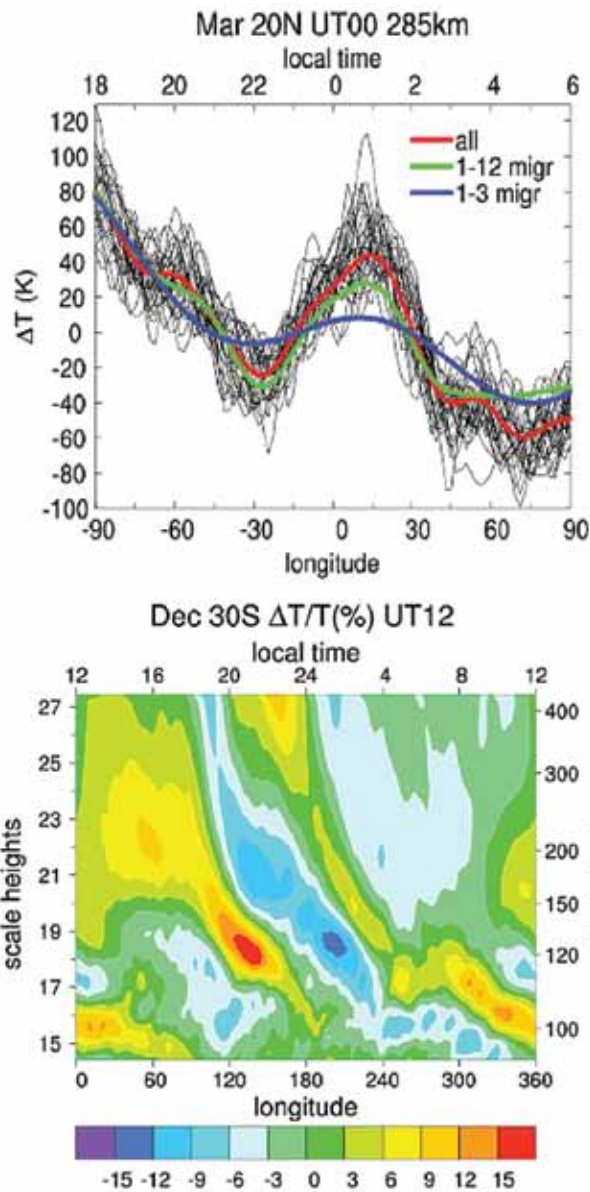 Mar 20N UT00 285km
local time
18 20 22 0 2 4 6
120
100
80
60
40
20
0
-20
-40
-60
-80
-100
ΔT (K)
all
1-12 migr
1-3 migr
-90 -60 -30 0 30 60 90
longitude
Dec 30S ΔT/T(%) UT12
local time
12 16 20 24 4 8 12
27
25
23
21
19
17
15
scale heights
400
300
200
150
120
100
0 60 120 180 240 300 360
longitude
-15 -12 -9 -6 -3 0 3 6 9 12 15